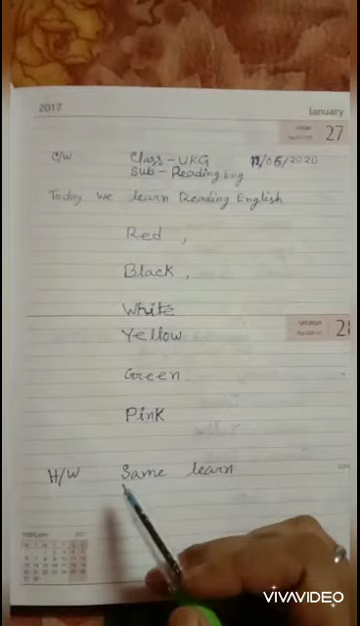 2017 January
27
C/W Class - UKG 12/06/2020
Sub - Reading Eng
Today we learn Reading English
Red ,
Black ,
White
SATURDAY
Yellow
Green
Pink
H/W Same learn
VIVAVIDEO